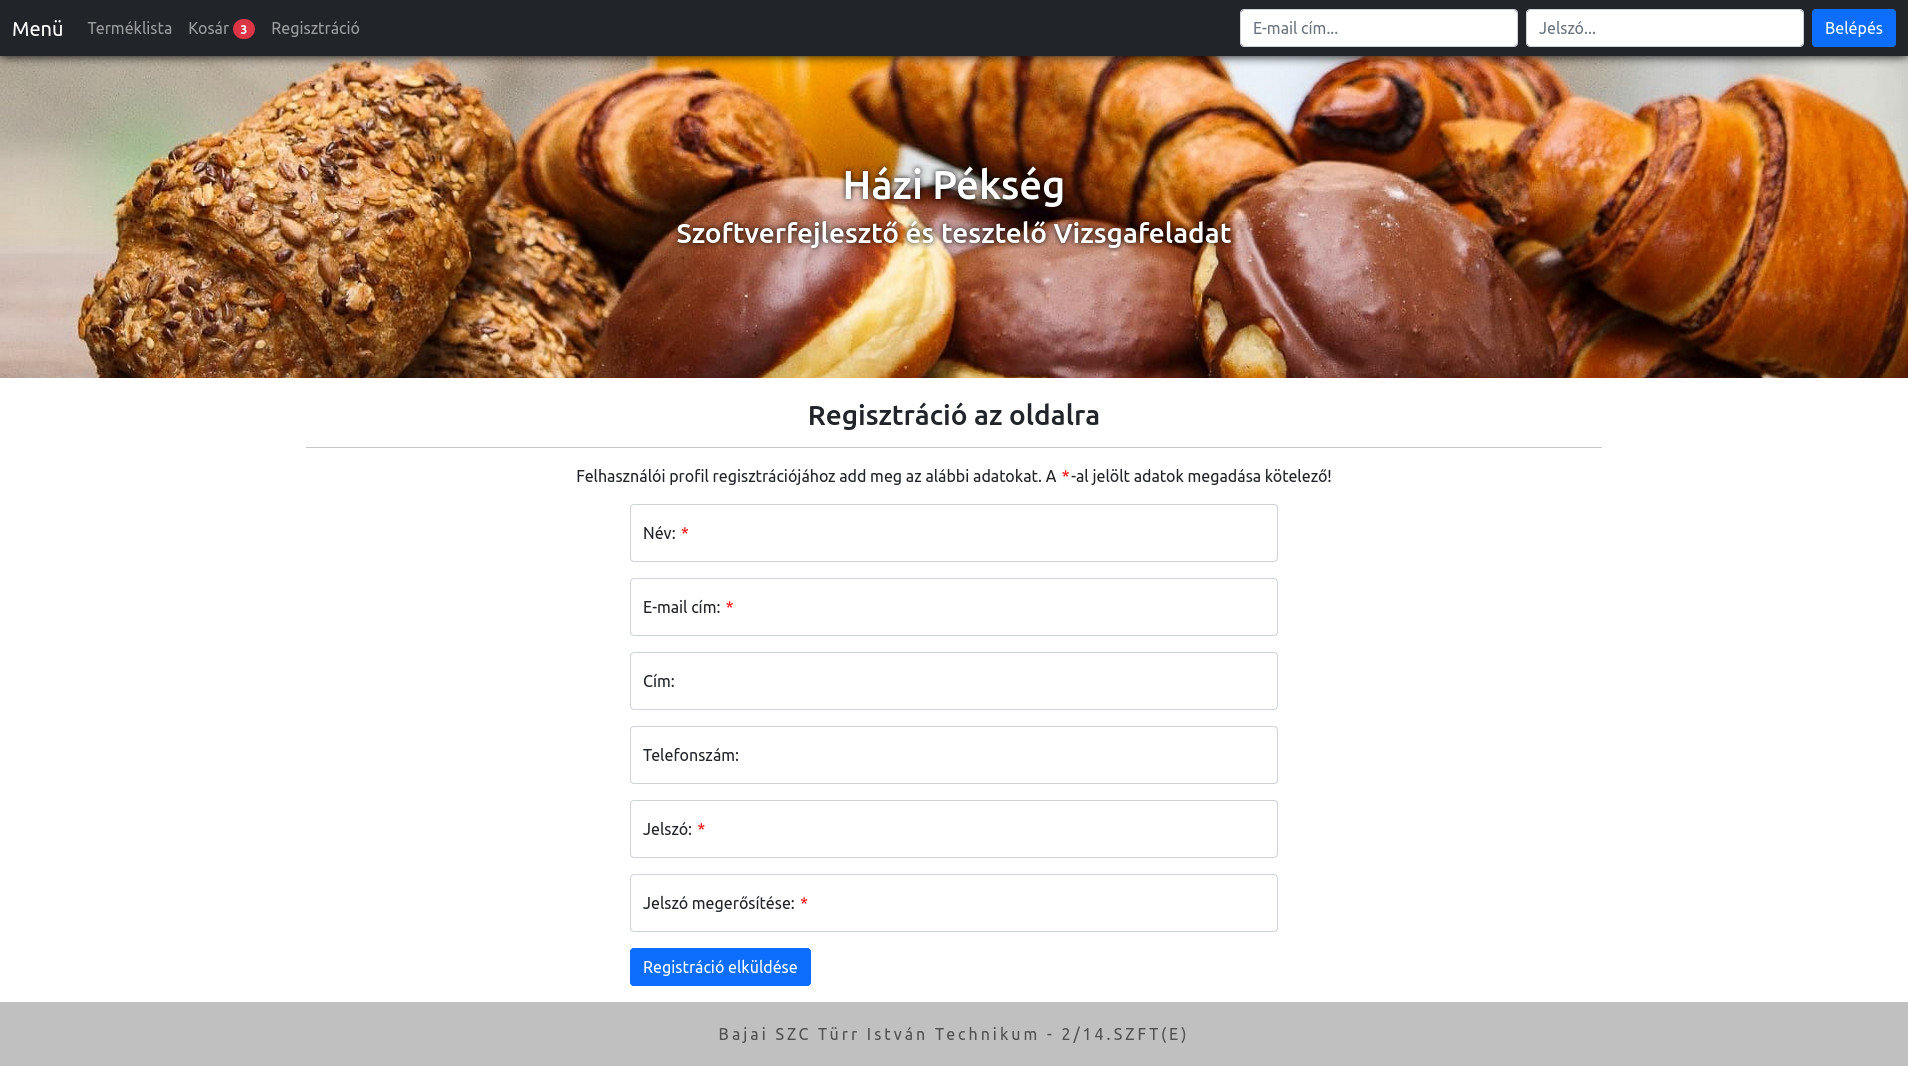 Menü Terméklista Kosár 3 Regisztráció E-mail cím... Jelszó... Belépés
Házi Pékség
Szoftverfejlesztő és tesztelő Vizsgafeladat
Regisztráció az oldalra
Felhasználói profil regisztrációjához add meg az alábbi adatokat. A *-al jelölt adatok megadása kötelező!
Név: *
E-mail cím: *
Cím:
Telefonszám:
Jelszó: *
Jelszó megerősítése: *
Registráció elküldése
Bajai SZC Türr István Technikum - 2/14.SZFT(E)